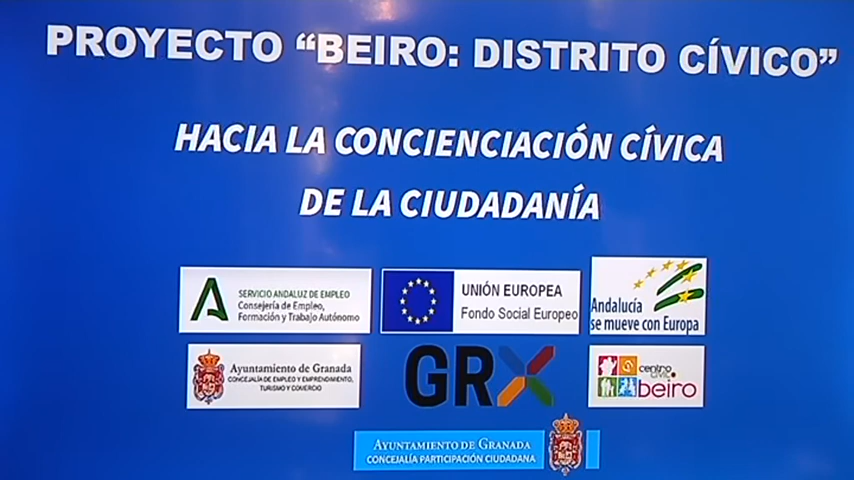 PROYECTO “BEIRO: DISTRITO CÍVICO”
HACIA LA CONCIENCIACIÓN CÍVICA
DE LA CIUDADANÍA
SERVICIO ANDALUZ DE EMPLEO
Consejería de Empleo,
Formación y Trabajo Autónomo
UNIÓN EUROPEA
Fondo Social Europeo
Andalucía
se mueve con Europa
Ayuntamiento de Granada
CONCEJALÍA DE EMPLEO Y EMPRENDIMIENTO,
TURISMO Y COMERCIO
GRX
centro
cívico
beiro
AYUNTAMIENTO DE GRANADA
CONCEJALÍA PARTICIPACIÓN CIUDADANA